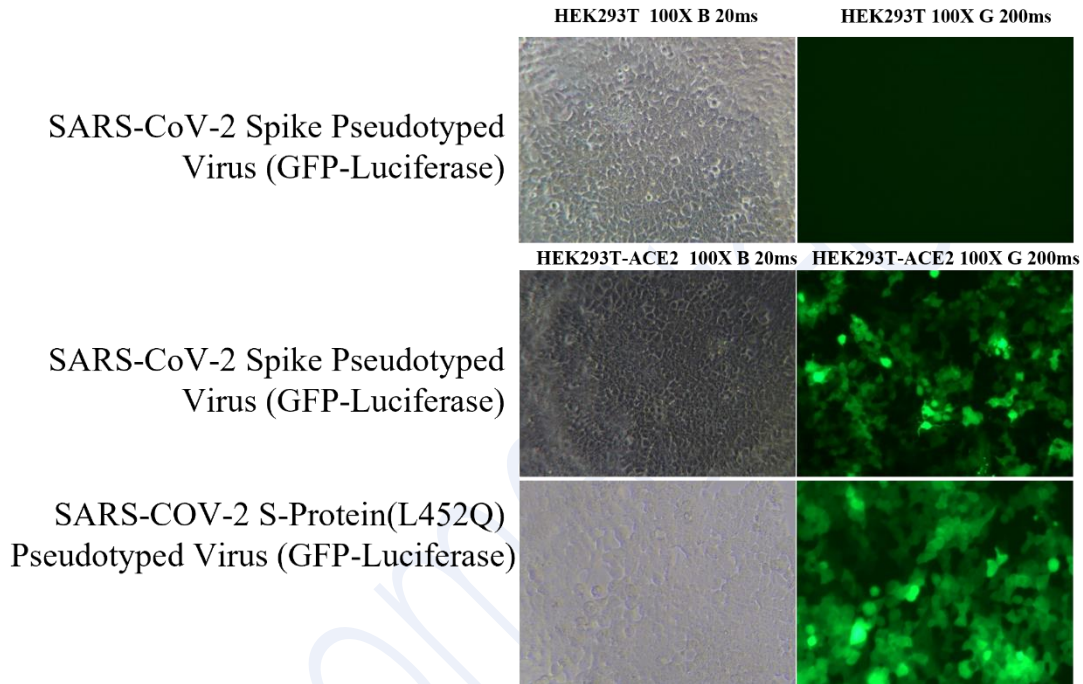 HEK293T 100X B 20ms
HEK293T 100X G 200ms
SARS-CoV-2 Spike Pseudotyped
Virus (GFP-Luciferase)
HEK293T-ACE2 100X B 20ms
HEK293T-ACE2 100X G 200ms
SARS-CoV-2 Spike Pseudotyped
Virus (GFP-Luciferase)
SARS-COV-2 S-Protein(L452Q)
Pseudotyped Virus (GFP-Luciferase)